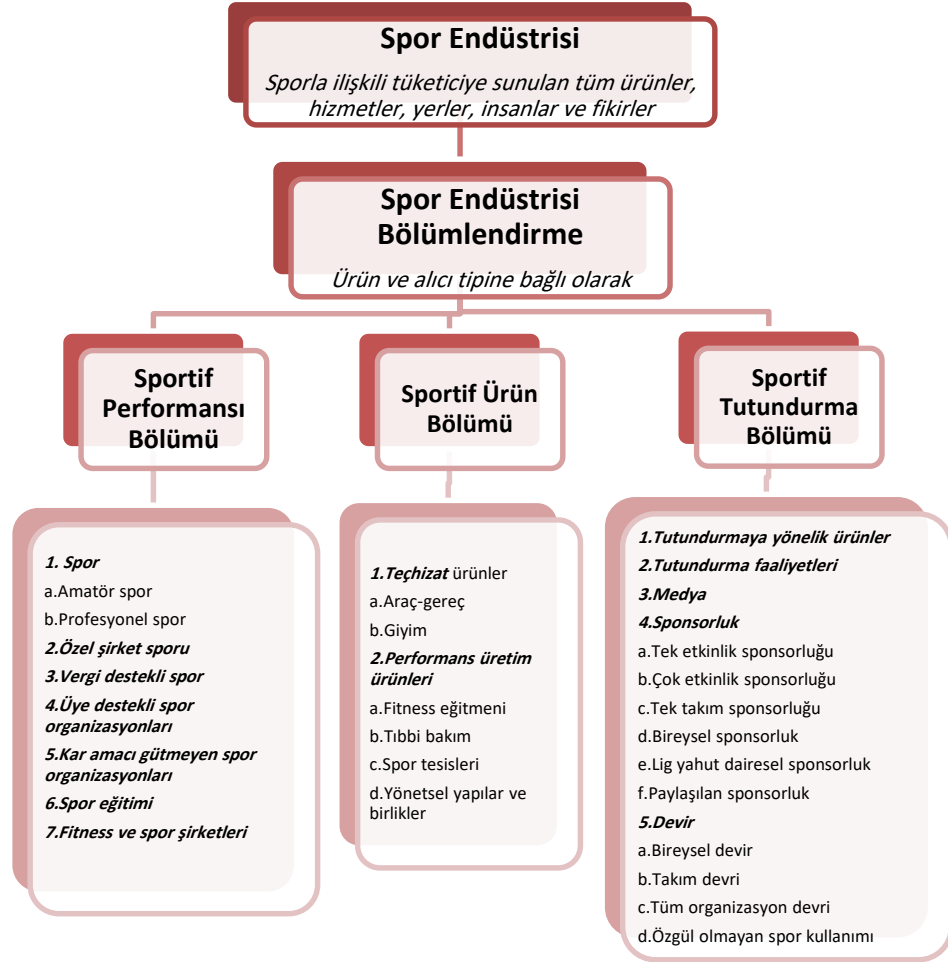 Spor Endüstrisi
Sporla ilişkili tüketiciye sunulan tüm ürünler,
hizmetler, yerler, insanlar ve fikirler
Spor Endüstrisi
Bölümlendirme
Ürün ve alıcı tipine bağlı olarak
Sportif
Performansı
Bölümü
Sportif Ürün
Bölümü
Sportif
Tutundurma
Bölümü
1. Spor
a.Amatör spor
b.Profesyonel spor
2.Özel şirket sporu
3.Vergi destekli spor
4.Üye destekli spor
organizasyonları
5.Kar amacı gütmeyen spor
organizasyonları
6.Spor eğitimi
7.Fitness ve spor şirketleri
1.Teçhizat ürünler
a.Araç-gereç
b.Giyim
2.Performans üretim
ürünleri
a.Fitness eğitmeni
b.Tıbbi bakım
c.Spor tesisleri
d.Yönetsel yapılar ve
birlikler
1.Tutundurmaya yönelik ürünler
2.Tutundurma faaliyetleri
3.Medya
4.Sponsorluk
a.Tek etkinlik sponsorluğu
b.Çok etkinlik sponsorluğu
c.Tek takım sponsorluğu
d.Bireysel sponsorluk
e.Lig yahut dairesel sponsorluk
f.Paylaşılan sponsorluk
5.Devir
a.Bireysel devir
b.Takım devri
c.Tüm organizasyon devri
d.Özgül olmayan spor kullanımı